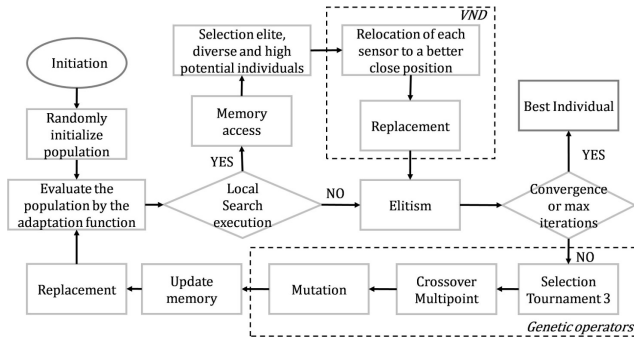 Initiation
Randomly
initialize
population
Evaluate the
population by the
adaptation function
Selection elite,
diverse and high
potential individuals
Memory
access
YES
Local
Search
execution
NO
VND
Relocation of each
sensor to a better
close position
Replacement
Elitism
Best Individual
YES
Convergence
or max
iterations
NO
Selection
Tournament 3
Crossover
Multipoint
Mutation
Genetic operators
Update
memory
Replacement